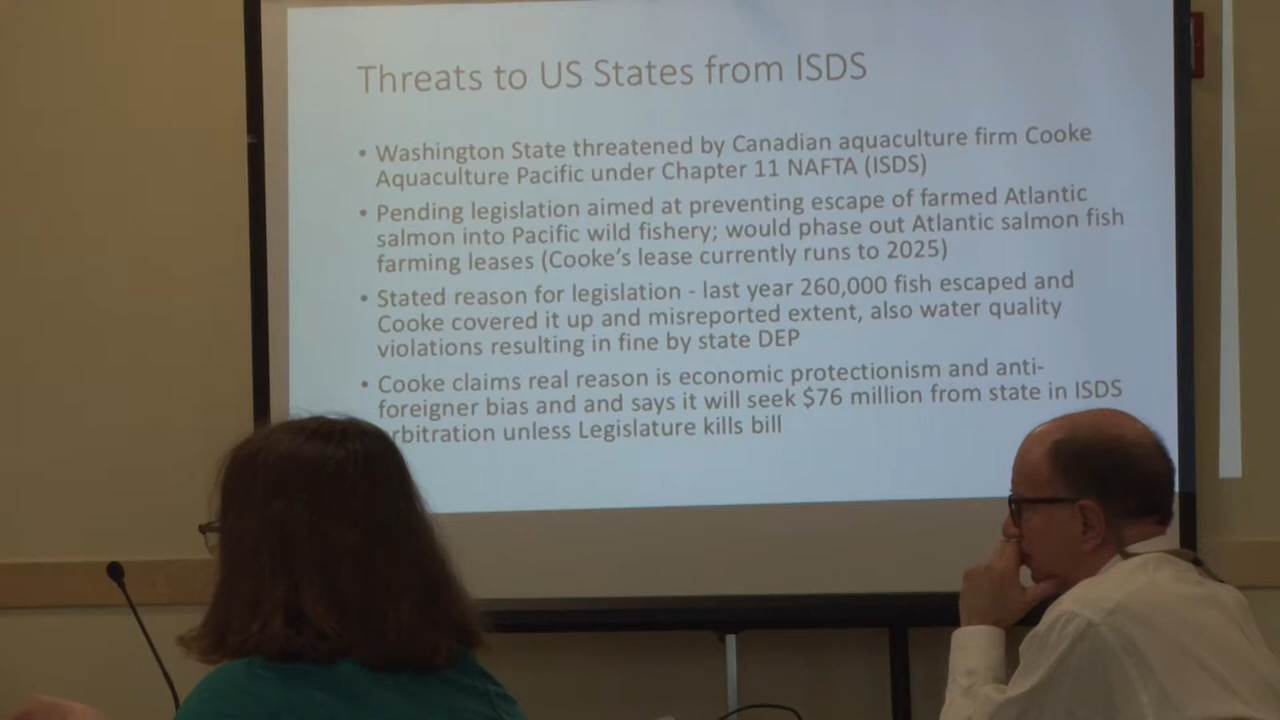 Threats to US States from ISDS
• Washington State threatened by Canadian aquaculture firm Cooke
Aquaculture Pacific under Chapter 11 NAFTA (ISDS)
• Pending legislation aimed at preventing escape of farmed Atlantic
salmon into Pacific wild fishery; would phase out Atlantic salmon fish
farming leases (Cooke's lease currently runs to 2025)
• Stated reason for legislation - last year 260,000 fish escaped and
Cooke covered it up and misreported extent, also water quality
violations resulting in fine by state DEP
• Cooke claims real reason is economic protectionism and anti-
foreigner bias and and says it will seek $76 million from state in ISDS
rbitration unless Legislature kills bill